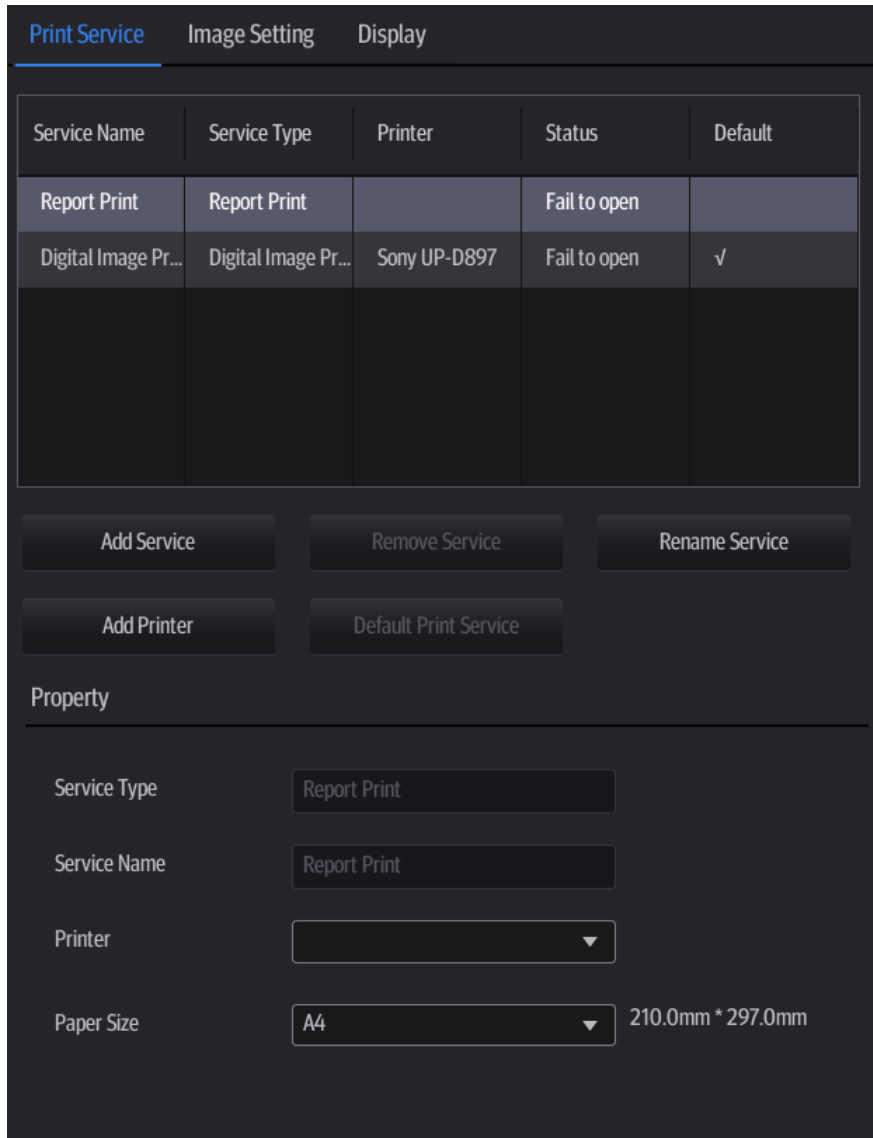 Print Service Image Setting Display
Service Name Service Type Printer Status Default
Report Print Report Print Fail to open
Digital Image Pr... Digital Image Pr... Sony UP-D897 Fail to open √
Add Service Remove Service Rename Service
Add Printer Default Print Service
Property
Service Type Report Print
Service Name Report Print
Printer
Paper Size A4 210.0mm * 297.0mm